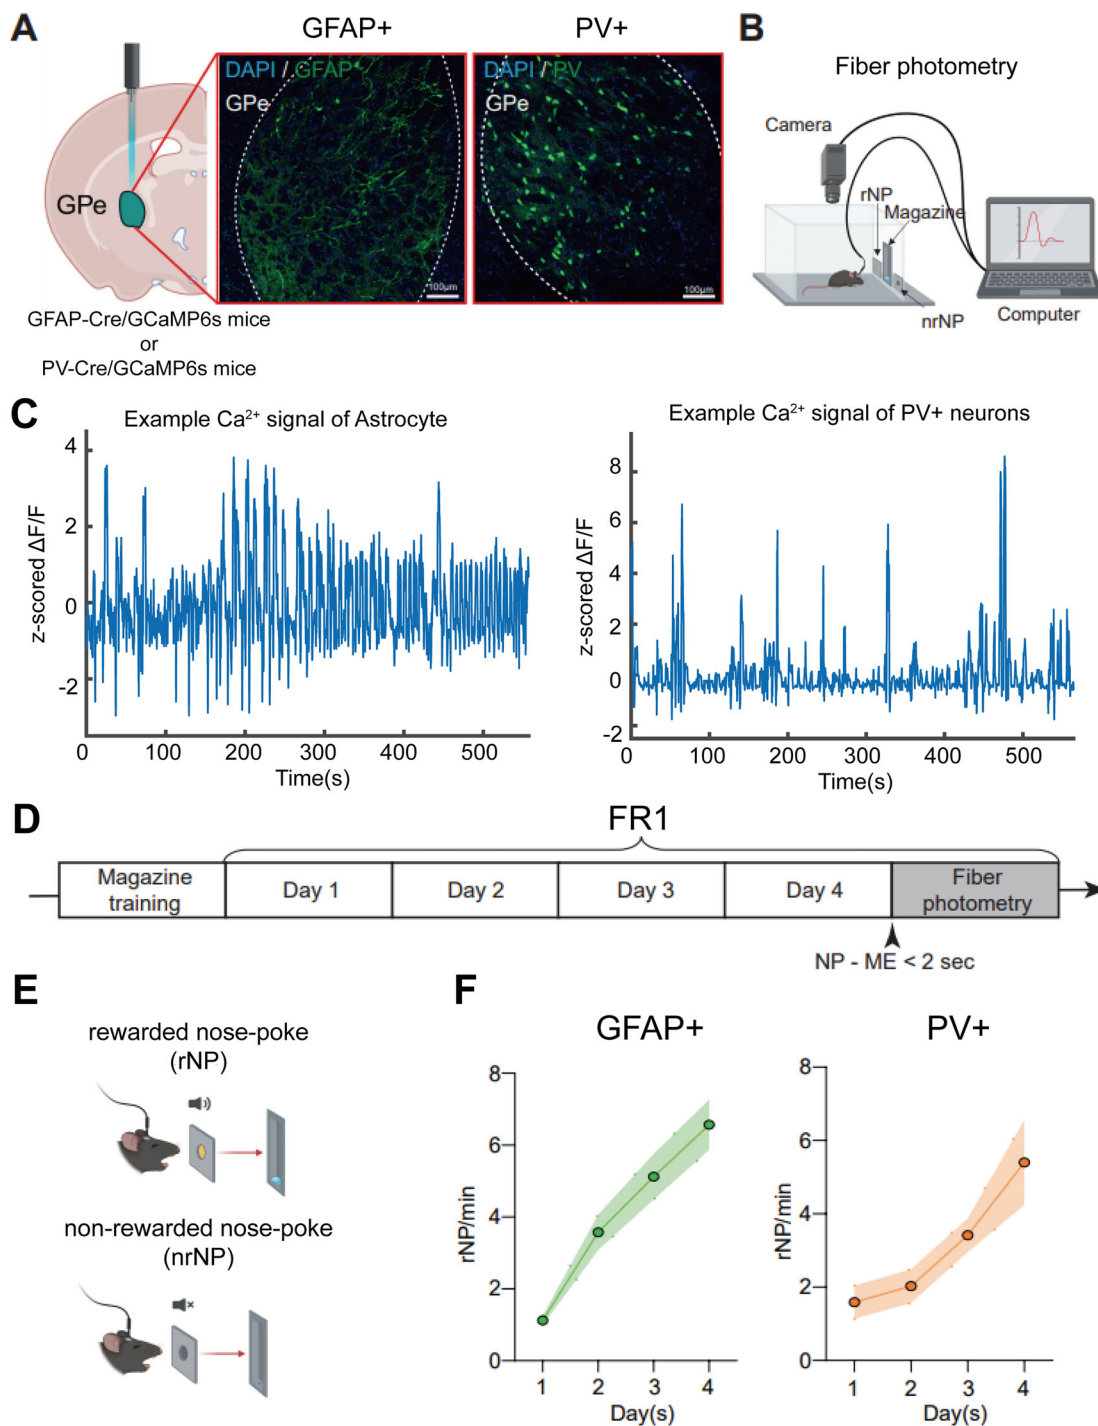 A
GFAP+
PV+
DAPI / GFAP
GPe
100μm
DAPI / PV
GPe
100μm
GPe
GFAP-Cre/GCaMP6s mice
or
PV-Cre/GCaMP6s mice
B
Fiber photometry
Camera
rNP
Magazine
nrNP
Computer
C
Example Ca²⁺ signal of Astrocyte
z-scored ΔF/F
4
2
0
-2
0 100 200 300 400 500
Time(s)
Example Ca²⁺ signal of PV+ neurons
z-scored ΔF/F
8
6
4
2
0
-2
0 100 200 300 400 500
Time(s)
D
FR1
Magazine
training
Day 1
Day 2
Day 3
Day 4
Fiber
photometry
NP - ME < 2 sec
E
rewarded nose-poke
(rNP)
non-rewarded nose-poke
(nrNP)
F
GFAP+
rNP/min
8
6
4
2
0
1 2 3 4
Day(s)
PV+
rNP/min
8
6
4
2
0
1 2 3 4
Day(s)